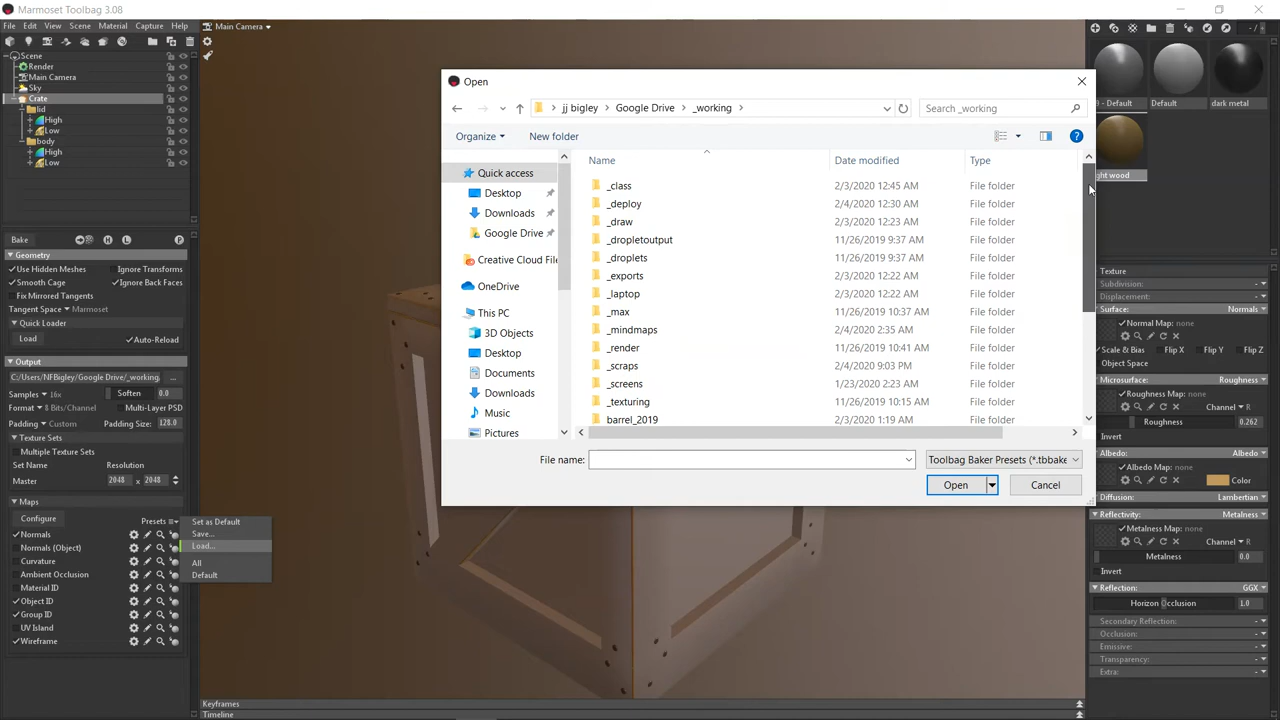 Marmoset Toolbag 3.08
File Edit View Scene Material Capture Help
Main Camera
Scene
Render
Main Camera
Sky
Crate
lid
High
Low
body
High
Low
Bake H L P
Geometry
Use Hidden Meshes Ignore Transforms
Smooth Cage Ignore Back Faces
Fix Mirrored Tangents
Tangent Space Marmoset
Quick Loader
Load Auto-Reload
Output
C:/Users/NFBigley/Google Drive/_working ...
Samples 16x Soften 0.0
Format 8 Bits/Channel Multi-Layer PSD
Padding Custom Padding Size: 128.0
Texture Sets
Multiple Texture Sets
Set Name Resolution
Master 2048 x 2048
Maps
Configure Presets
Normals
Normals (Object)
Curvature
Ambient Occlusion
Material ID
Object ID
Group ID
UV Island
Wireframe
Set as Default
Save...
Load...
All
Default
Open
jj bigley Google Drive _working Search _working
Organize New folder
Quick access
Desktop
Downloads
Google Drive
Creative Cloud File
OneDrive
This PC
3D Objects
Desktop
Documents
Downloads
Music
Pictures
Name Date modified Type
_class 2/3/2020 12:45 AM File folder
_deploy 2/4/2020 12:30 AM File folder
_draw 2/3/2020 12:23 AM File folder
_dropletoutput 11/26/2019 9:37 AM File folder
_droplets 11/26/2019 9:37 AM File folder
_exports 2/3/2020 12:22 AM File folder
_laptop 2/3/2020 12:22 AM File folder
_max 11/26/2019 10:37 AM File folder
_mindmaps 2/4/2020 2:35 AM File folder
_render 11/26/2019 10:41 AM File folder
_scraps 2/4/2020 9:03 PM File folder
_screens 1/23/2020 2:23 AM File folder
_texturing 11/26/2019 10:15 AM File folder
barrel_2019 2/3/2020 1:19 AM File folder
File name: Toolbag Baker Presets (*.tbbake
Open Cancel
- Default Default dark metal
ght wood
Texture
Subdivision:
Displacement:
Surface: Normals
Normal Map: none
Scale & Bias Flip X Flip Y Flip Z
Object Space
Microsurface: Roughness
Roughness Map: none
Channel R
Roughness 0.262
Invert
Albedo: Albedo
Albedo Map: none
Color
Diffusion: Lambertian
Reflectivity: Metalness
Metalness Map: none
Channel R
Metalness 0.0
Invert
Reflection: GGX
Horizon Occlusion 1.0
Secondary Reflection:
Occlusion:
Emissive:
Transparency:
Extra:
Keyframes
Timeline